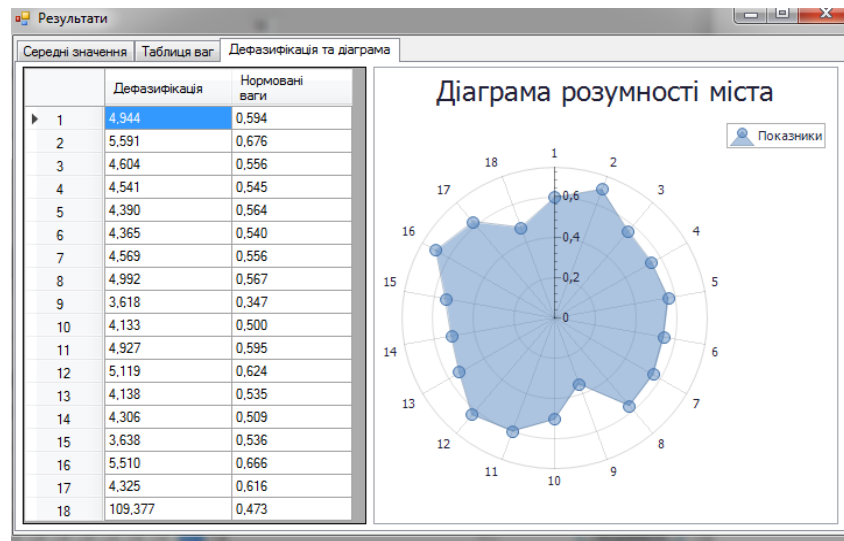 Результати
Середні значення Таблиця ваг Дефазифікація та діаграма
Дефазифікація Нормовані ваги
1 4,944 0,594
2 5,591 0,676
3 4,604 0,556
4 4,541 0,545
5 4,390 0,564
6 4,365 0,540
7 4,569 0,556
8 4,992 0,567
9 3,618 0,347
10 4,133 0,500
11 4,927 0,595
12 5,119 0,624
13 4,138 0,535
14 4,306 0,509
15 3,638 0,536
16 5,510 0,666
17 4,325 0,616
18 109,377 0,473
Діаграма розумності міста
Показники
1
2
3
4
5
6
7
8
9
10
11
12
13
14
15
16
17
18
0,6
0,4
0,2
0